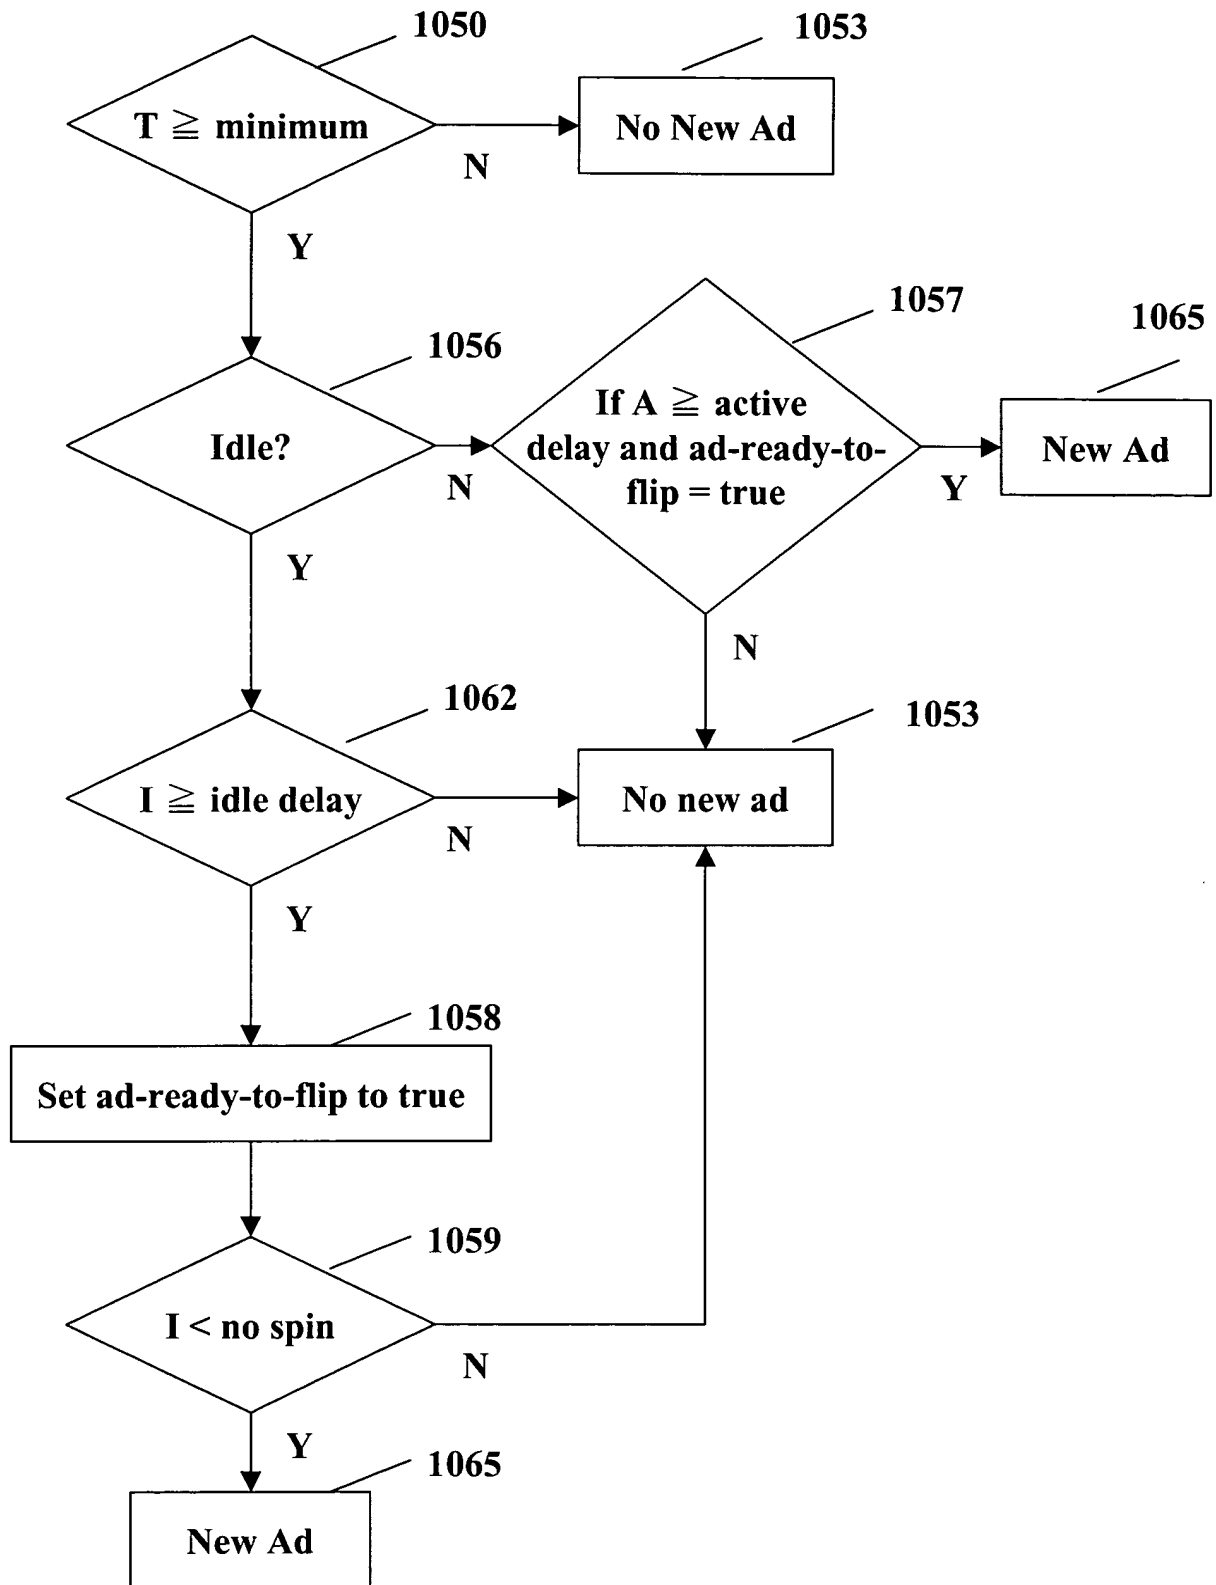 1050
1053
T ≧ minimum
No New Ad
N
Y
1057
1065
1056
If A ≧ active
delay and ad-ready-to-
flip = true
Idle?
New Ad
N
Y
Y
N
1062
1053
I ≧ idle delay
No new ad
N
Y
1058
Set ad-ready-to-flip to true
1059
I < no spin
N
Y
1065
New Ad